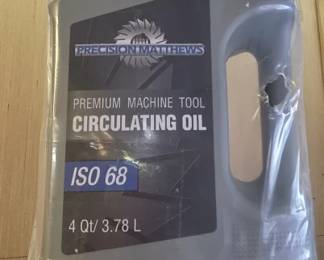 PRECISION MATTHEWS
PREMIUM MACHINE TOOL
CIRCULATING OIL
ISO 68
4 Qt/ 3.78 L